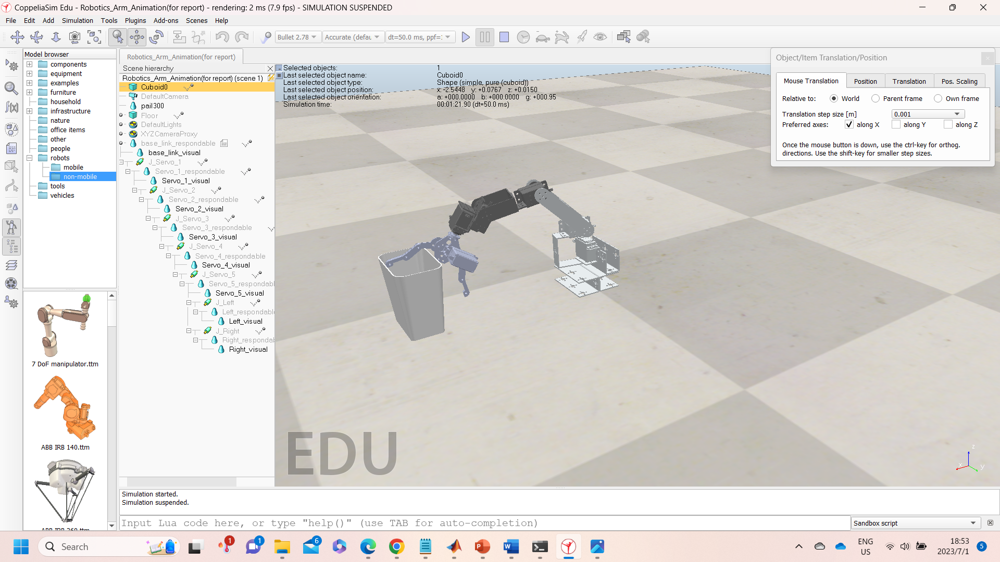 CoppeliaSim Edu - Robotics_Arm_Animation(for report) - rendering: 2 ms (7.9 fps) - SIMULATION SUSPENDED
File Edit Add Simulation Tools Plugins Add-ons Scenes Help
Bullet 2.78 Accurate (defau dt=50.0 ms, ppf=
Model browser
components
equipment
examples
furniture
household
infrastructure
nature
office items
other
people
robots
mobile
non-mobile
tools
vehicles
7 DoF manipulator.ttm
ABB IRB 140.ttm
ABB IRB 360.ttm
Robotics_Arm_Animation(for report)
Scene hierarchy
Robotics_Arm_Animation(for report) (scene 1)
Cuboid0
DefaultCamera
pail300
Floor
DefaultLights
XYZCameraProxy
base_link_respondable
base_link_visual
J_Servo_1
Servo_1_respondable
Servo_1_visual
J_Servo_2
Servo_2_respondable
Servo_2_visual
J_Servo_3
Servo_3_respondable
Servo_3_visual
J_Servo_4
Servo_4_respondable
Servo_4_visual
J_Servo_5
Servo_5_respondabl
Servo_5_visual
J_Left
Left_respondabl
Left_visual
J_Right
Right_respondab
Right_visual
Selected objects: 1
Last selected object name: Cuboid0
Last selected object type: Shape (simple, pure (cuboid))
Last selected object position: x: -2.5448 y: +0.0767 z: +0.0150
Last selected object orientation: a: +000.0000 b: +000.0000 g: +000.95
Simulation time: 00:01:21.90 (dt=50.0 ms)
EDU
z
x
y
Object/Item Translation/Position
Mouse Translation Position Translation Pos. Scaling
Relative to: World Parent frame Own frame
Translation step size [m] 0.001
Preferred axes: along X along Y along Z
Once the mouse button is down, use the ctrl-key for orthog.
directions. Use the shift-key for smaller step sizes.
Simulation started.
Simulation suspended.
Input Lua code here, or type "help()" (use TAB for auto-completion)
Sandbox script
Search
1
1
6
ENG
US
18:53
2023/7/1
5